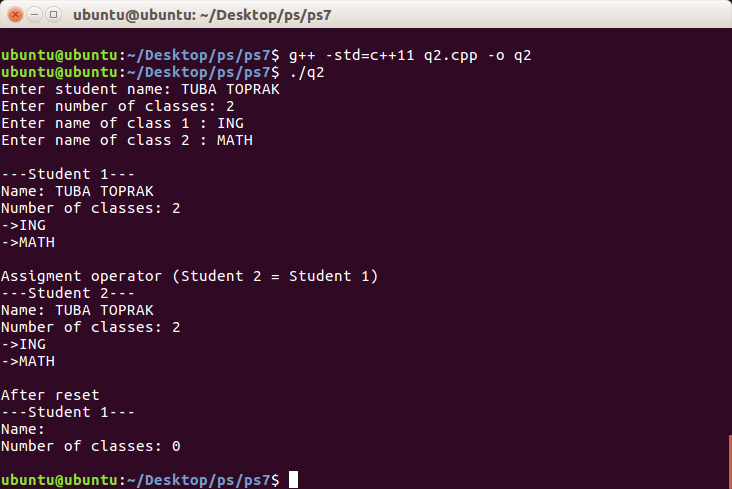 ubuntu@ubuntu: ~/Desktop/ps/ps7
ubuntu@ubuntu:~/Desktop/ps/ps7$ g++ -std=c++11 q2.cpp -o q2
ubuntu@ubuntu:~/Desktop/ps/ps7$ ./q2
Enter student name: TUBA TOPRAK
Enter number of classes: 2
Enter name of class 1 : ING
Enter name of class 2 : MATH
---Student 1---
Name: TUBA TOPRAK
Number of classes: 2
->ING
->MATH
Assigment operator (Student 2 = Student 1)
---Student 2---
Name: TUBA TOPRAK
Number of classes: 2
->ING
->MATH
After reset
---Student 1---
Name:
Number of classes: 0
ubuntu@ubuntu:~/Desktop/ps/ps7$